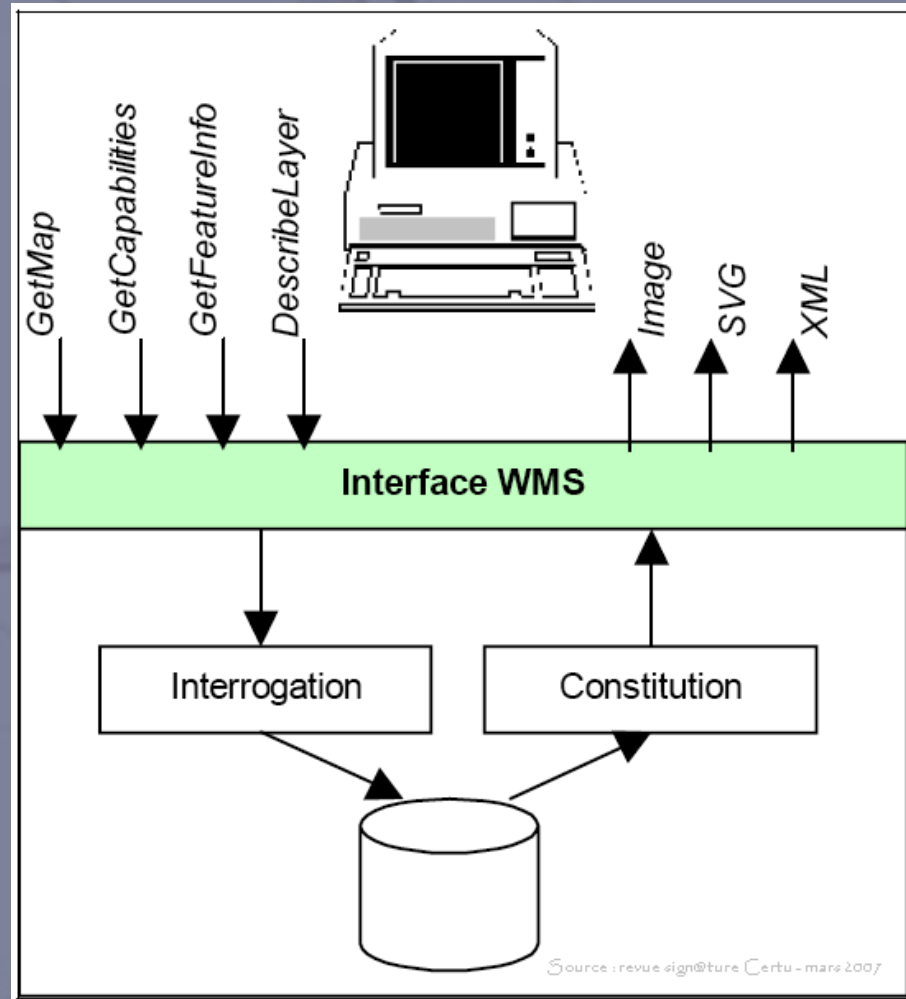 GetMap
GetCapabilities
GetFeatureInfo
DescribeLayer
Image
SVG
XML
Interface WMS
Interrogation
Constitution
Source : revue sign@ture Certu - mars 2007